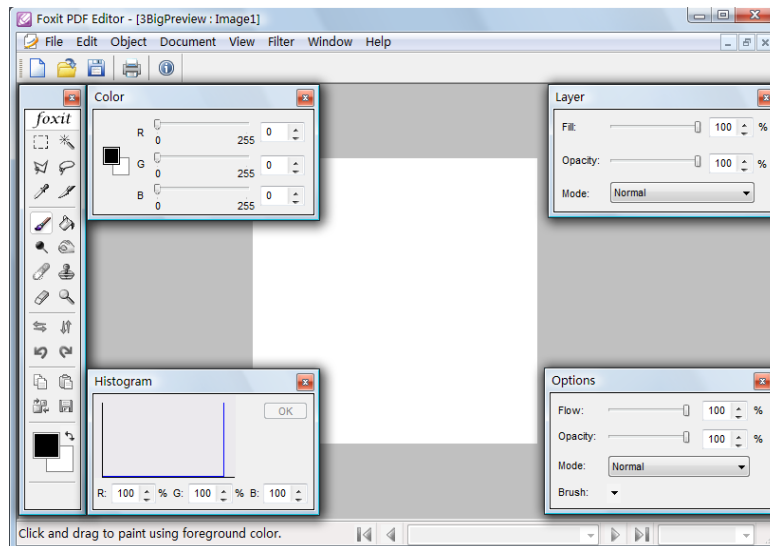 Foxit PDF Editor - [3BigPreview : Image1]
File Edit Object Document View Filter Window Help
foxit
Color
R 0 255 0
G 0 255 0
B 0 255 0
Layer
Fill: 100 %
Opacity: 100 %
Mode: Normal
Histogram
OK
R: 100 % G: 100 % B: 100
Options
Flow: 100 %
Opacity: 100 %
Mode: Normal
Brush:
Click and drag to paint using foreground color.